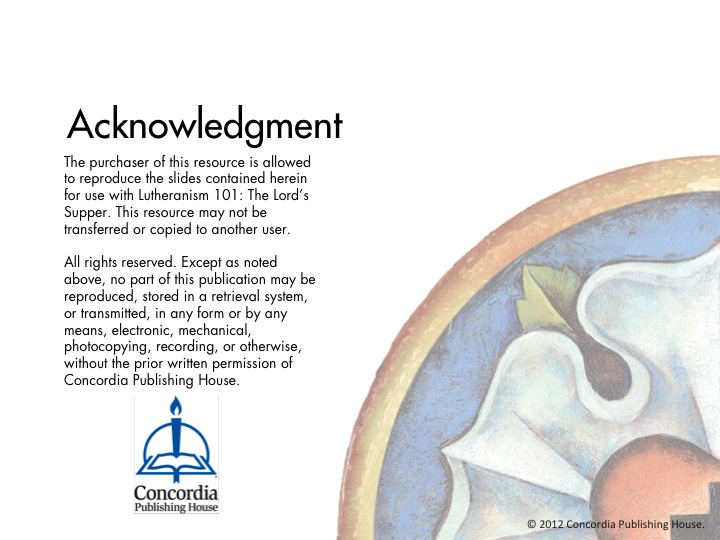 Acknowledgment
The purchaser of this resource is allowed
to reproduce the slides contained herein
for use with Lutheranism 101: The Lord’s
Supper. This resource may not be
transferred or copied to another user.
All rights reserved. Except as noted
above, no part of this publication may be
reproduced, stored in a retrieval system,
or transmitted, in any form or by any
means, electronic, mechanical,
photocopying, recording, or otherwise,
without the prior written permission of
Concordia Publishing House.
Concordia
Publishing House
© 2012 Concordia Publishing House.